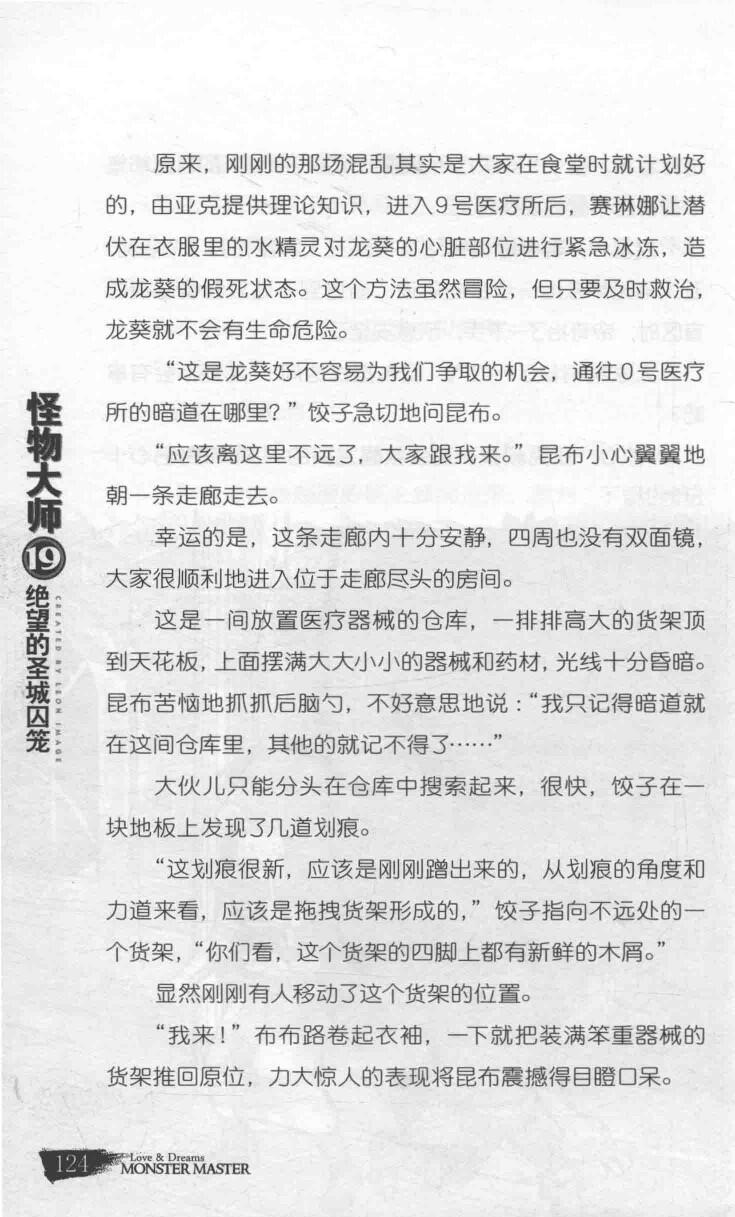 原来，刚刚的那场混乱其实是大家在食堂时就计划好
的，由亚克提供理论知识，进入9号医疗所后，赛琳娜让潜
伏在衣服里的水精灵对龙葵的心脏部位进行紧急冰冻，造
成龙葵的假死状态。这个方法虽然冒险，但只要及时救治，
龙葵就不会有生命危险。
“这是龙葵好不容易为我们争取的机会，通往0号医疗
所的暗道在哪里？”饺子急切地问昆布。
“应该离这里不远了，大家跟我来。”昆布小心翼翼地
朝一条走廊走去。
幸运的是，这条走廊内十分安静，四周也没有双面镜，
大家很顺利地进入位于走廊尽头的房间。
这是一间放置医疗器械的仓库，一排排高大的货架顶
到天花板，上面摆满大大小小的器械和药材，光线十分昏暗。
昆布苦恼地抓抓后脑勺，不好意思地说：“我只记得暗道就
在这间仓库里，其他的就记不得了……”
大伙儿只能分头在仓库中搜索起来，很快，饺子在一
块地板上发现了几道划痕。
“这划痕很新，应该是刚刚蹭出来的，从划痕的角度和
力道来看，应该是拖拽货架形成的，”饺子指向不远处的一
个货架，“你们看，这个货架的四脚上都有新鲜的木屑。”
显然刚刚有人移动了这个货架的位置。
“我来！”布布路卷起衣袖，一下就把装满笨重器械的
货架推回原位，力大惊人的表现将昆布震撼得目瞪口呆。
怪物大师
19
绝望的圣城囚笼
CREATED BY LEON IMAGE
124
Love & Dreams
MONSTER MASTER